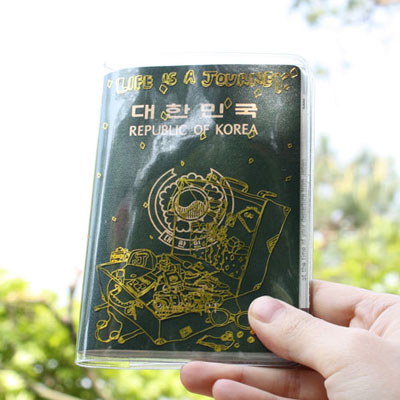 LIFE IS A JOURNEY
대한민국
REPUBLIC OF KOREA